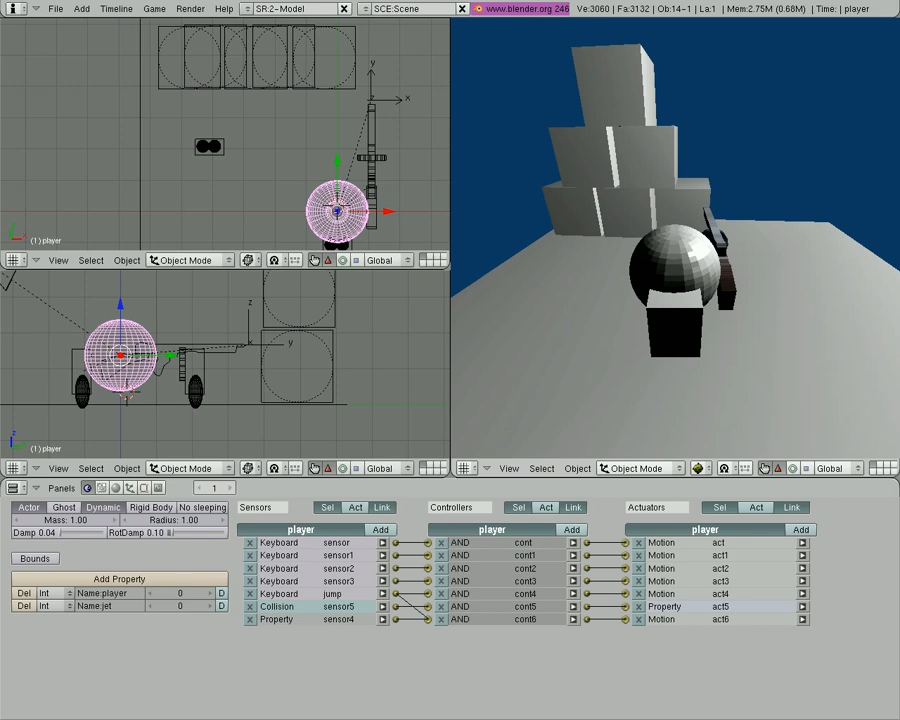 File Add Timeline Game Render Help SR:2-Model SCE:Scene www.blender.org 246 Ve:3060 | Fa:3132 | Ob:14-1 | La:1 | Mem:2.75M (0.68M) | Time: | player
y
z x
y
x
(1) player
View Select Object Object Mode Global
z
x y
z
y
(1) player
View Select Object Object Mode Global
View Select Object Object Mode Global
Panels 1
Actor Ghost Dynamic Rigid Body No sleeping
Mass: 1.00 Radius: 1.00
Damp 0.04 RotDamp 0.10
Bounds
Add Property
Del Int Name:player 0 D
Del Int Name:jet 0 D
Sensors Sel Act Link Controllers Sel Act Link Actuators Sel Act Link
player Add player Add player Add
X Keyboard sensor X AND cont X Motion act
X Keyboard sensor1 X AND cont1 X Motion act1
X Keyboard sensor2 X AND cont2 X Motion act2
X Keyboard sensor3 X AND cont3 X Motion act3
X Keyboard jump X AND cont4 X Motion act4
X Collision sensor5 X AND cont5 X Property act5
X Property sensor4 X AND cont6 X Motion act6